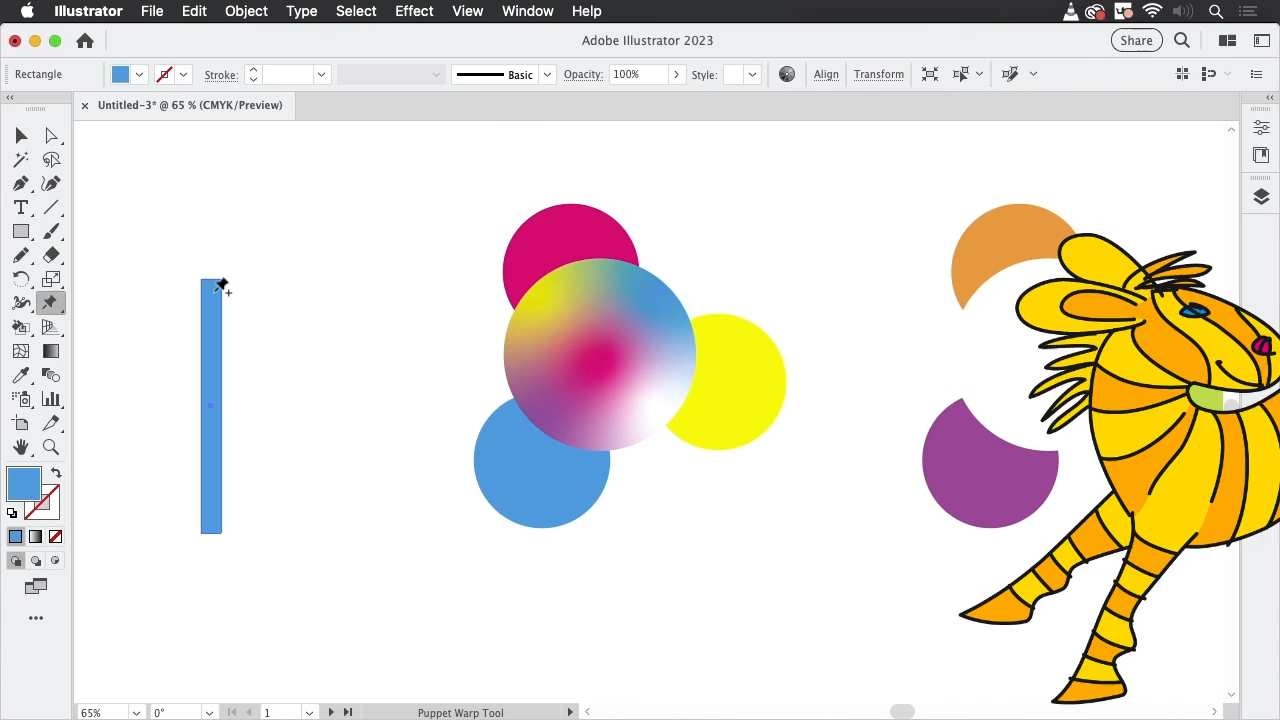 Illustrator File Edit Object Type Select Effect View Window Help
Adobe Illustrator 2023
Share
Rectangle Stroke: Basic Opacity: 100% Style: Align Transform
Untitled-3* @ 65 % (CMYK/Preview)
65% 0° 1 Puppet Warp Tool